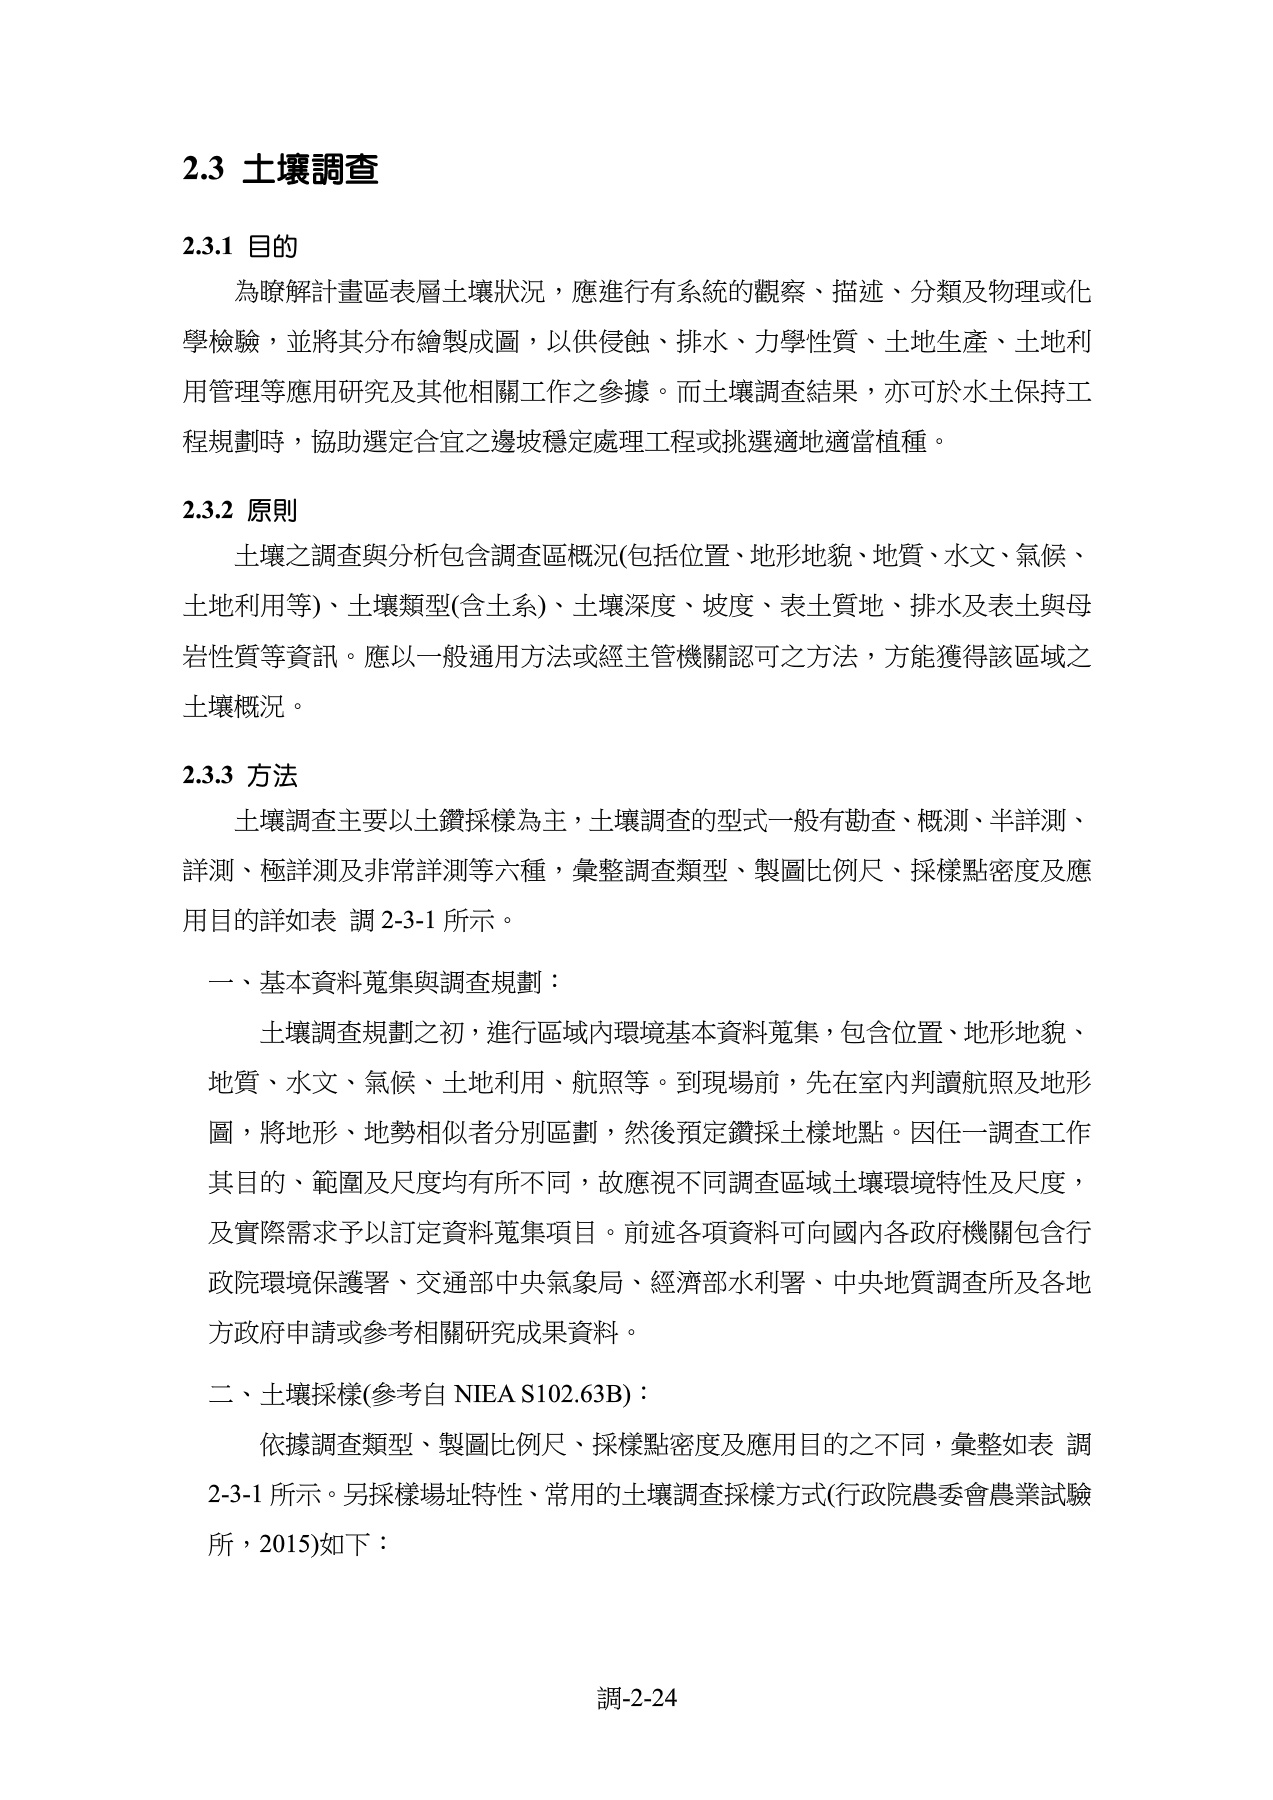 2.3 土壤調查
2.3.1 目的
為瞭解計畫區表層土壤狀況，應進行有系統的觀察、描述、分類及物理或化
學檢驗，並將其分布繪製成圖，以供侵蝕、排水、力學性質、土地生產、土地利
用管理等應用研究及其他相關工作之參據。而土壤調查結果，亦可於水土保持工
程規劃時，協助選定合宜之邊坡穩定處理工程或挑選適地適當植種。
2.3.2 原則
土壤之調查與分析包含調查區概況(包括位置、地形地貌、地質、水文、氣候、
土地利用等)、土壤類型(含土系)、土壤深度、坡度、表土質地、排水及表土與母
岩性質等資訊。應以一般通用方法或經主管機關認可之方法，方能獲得該區域之
土壤概況。
2.3.3 方法
土壤調查主要以土鑽採樣為主，土壤調查的型式一般有勘查、概測、半詳測、
詳測、極詳測及非常詳測等六種，彙整調查類型、製圖比例尺、採樣點密度及應
用目的詳如表 調 2-3-1 所示。
一、基本資料蒐集與調查規劃：
土壤調查規劃之初，進行區域內環境基本資料蒐集，包含位置、地形地貌、
地質、水文、氣候、土地利用、航照等。到現場前，先在室內判讀航照及地形
圖，將地形、地勢相似者分別區劃，然後預定鑽採土樣地點。因任一調查工作
其目的、範圍及尺度均有所不同，故應視不同調查區域土壤環境特性及尺度，
及實際需求予以訂定資料蒐集項目。前述各項資料可向國內各政府機關包含行
政院環境保護署、交通部中央氣象局、經濟部水利署、中央地質調查所及各地
方政府申請或參考相關研究成果資料。
二、土壤採樣(參考自 NIEA S102.63B)：
依據調查類型、製圖比例尺、採樣點密度及應用目的之不同，彙整如表 調
2-3-1 所示。另採樣場址特性、常用的土壤調查採樣方式(行政院農委會農業試驗
所，2015)如下：
調-2-24